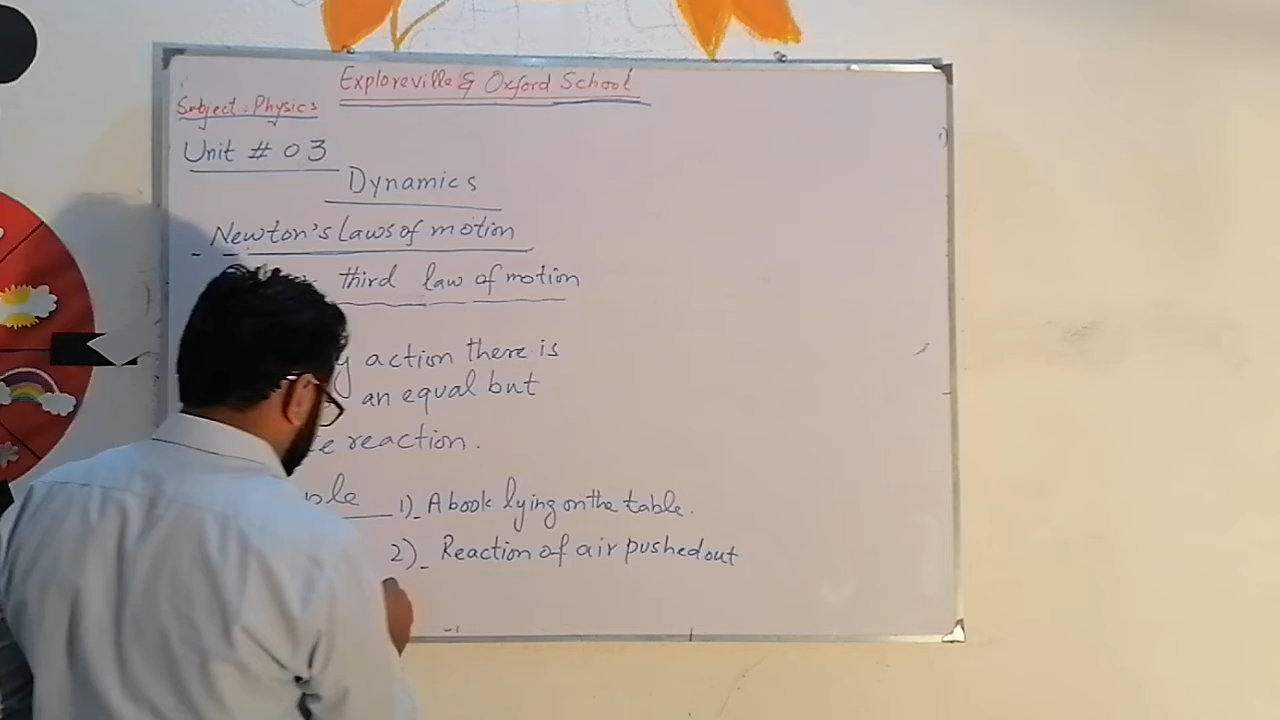 Exploreville & Oxford School
Subject: Physics
Unit # 03
Dynamics
Newton's Laws of motion
third law of motion
action there is
an equal but
reaction.
1)_ A book lying on the table.
2)_ Reaction of air pushed out